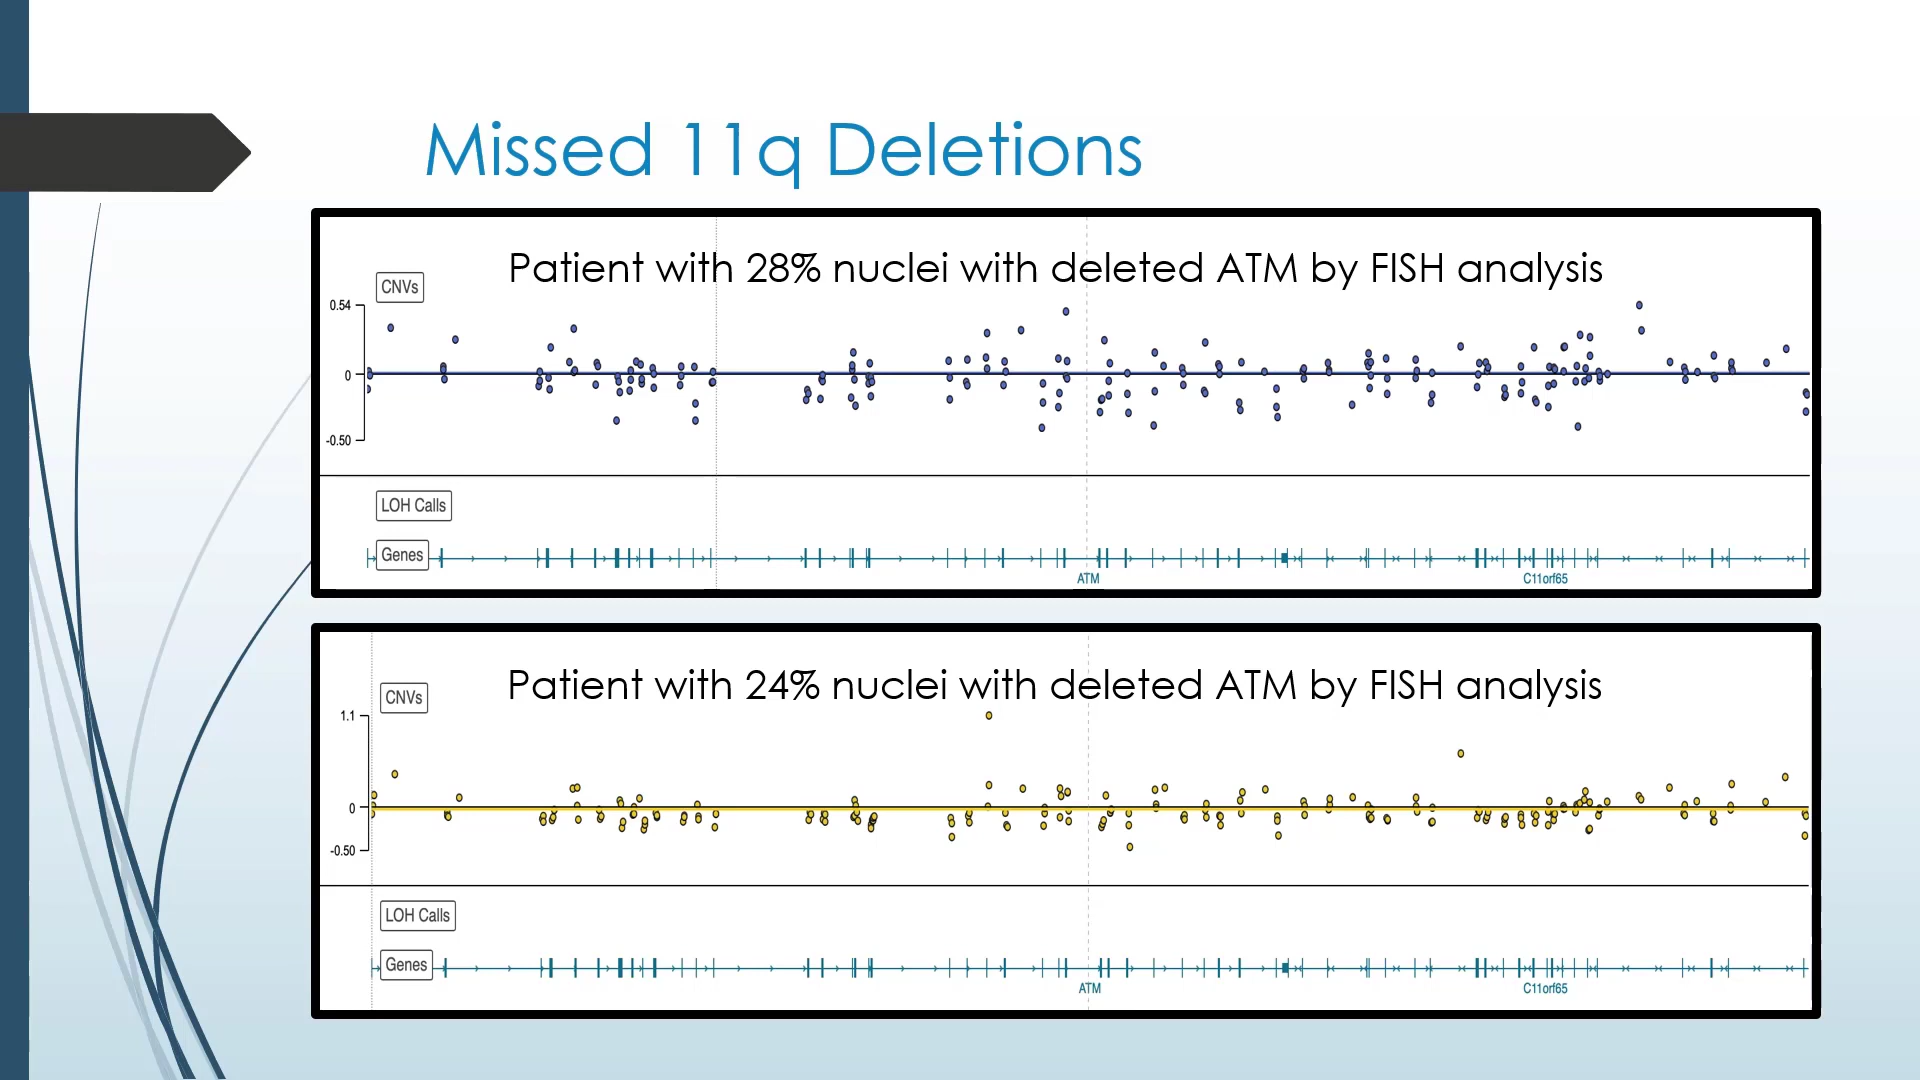 Missed 11q Deletions
Patient with 28% nuclei with deleted ATM by FISH analysis
CNVs
0.54
0
-0.50
LOH Calls
Genes
ATM
C11orf65
Patient with 24% nuclei with deleted ATM by FISH analysis
CNVs
1.1
0
-0.50
LOH Calls
Genes
ATM
C11orf65